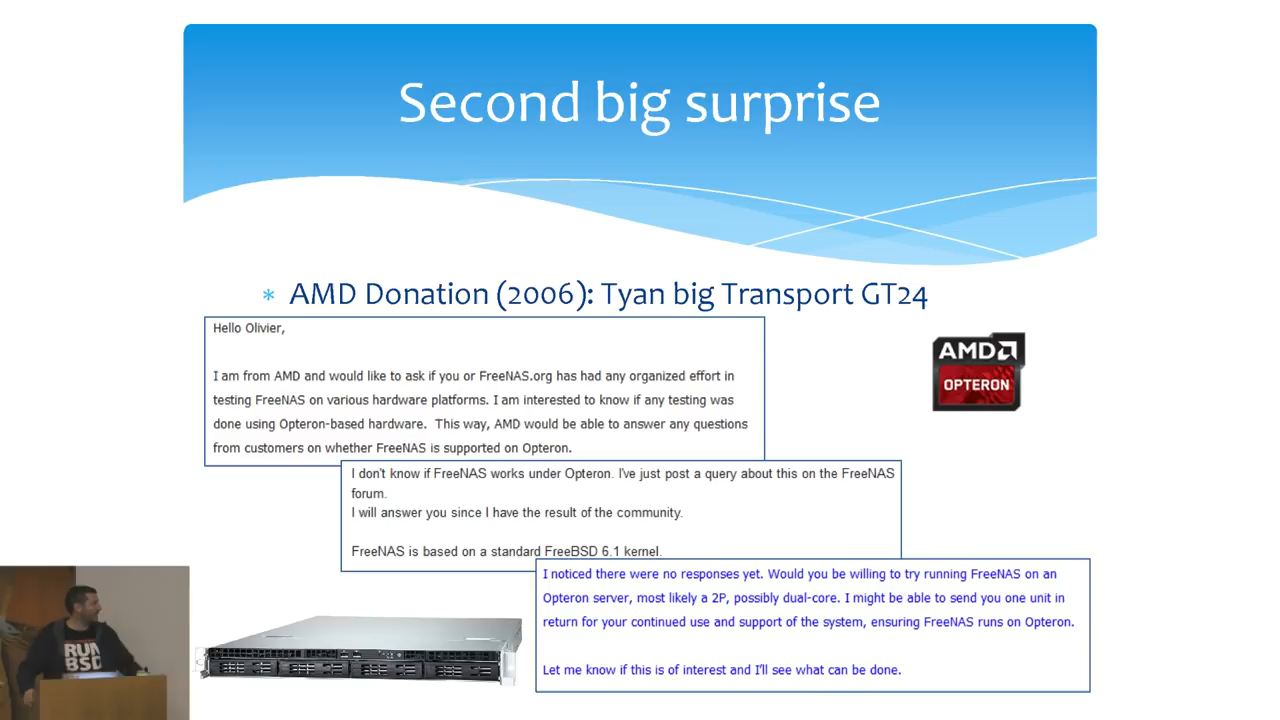 Second big surprise
* AMD Donation (2006): Tyan big Transport GT24
Hello Olivier,
I am from AMD and would like to ask if you or FreeNAS.org has had any organized effort in
testing FreeNAS on various hardware platforms. I am interested to know if any testing was
done using Opteron-based hardware.  This way, AMD would be able to answer any questions
from customers on whether FreeNAS is supported on Opteron.
AMD
OPTERON
I don't know if FreeNAS works under Opteron. I've just post a query about this on the FreeNAS
forum.
I will answer you since I have the result of the community.
FreeNAS is based on a standard FreeBSD 6.1 kernel.
I noticed there were no responses yet. Would you be willing to try running FreeNAS on an
Opteron server, most likely a 2P, possibly dual-core. I might be able to send you one unit in
return for your continued use and support of the system, ensuring FreeNAS runs on Opteron.
Let me know if this is of interest and I'll see what can be done.
RUN
BSD